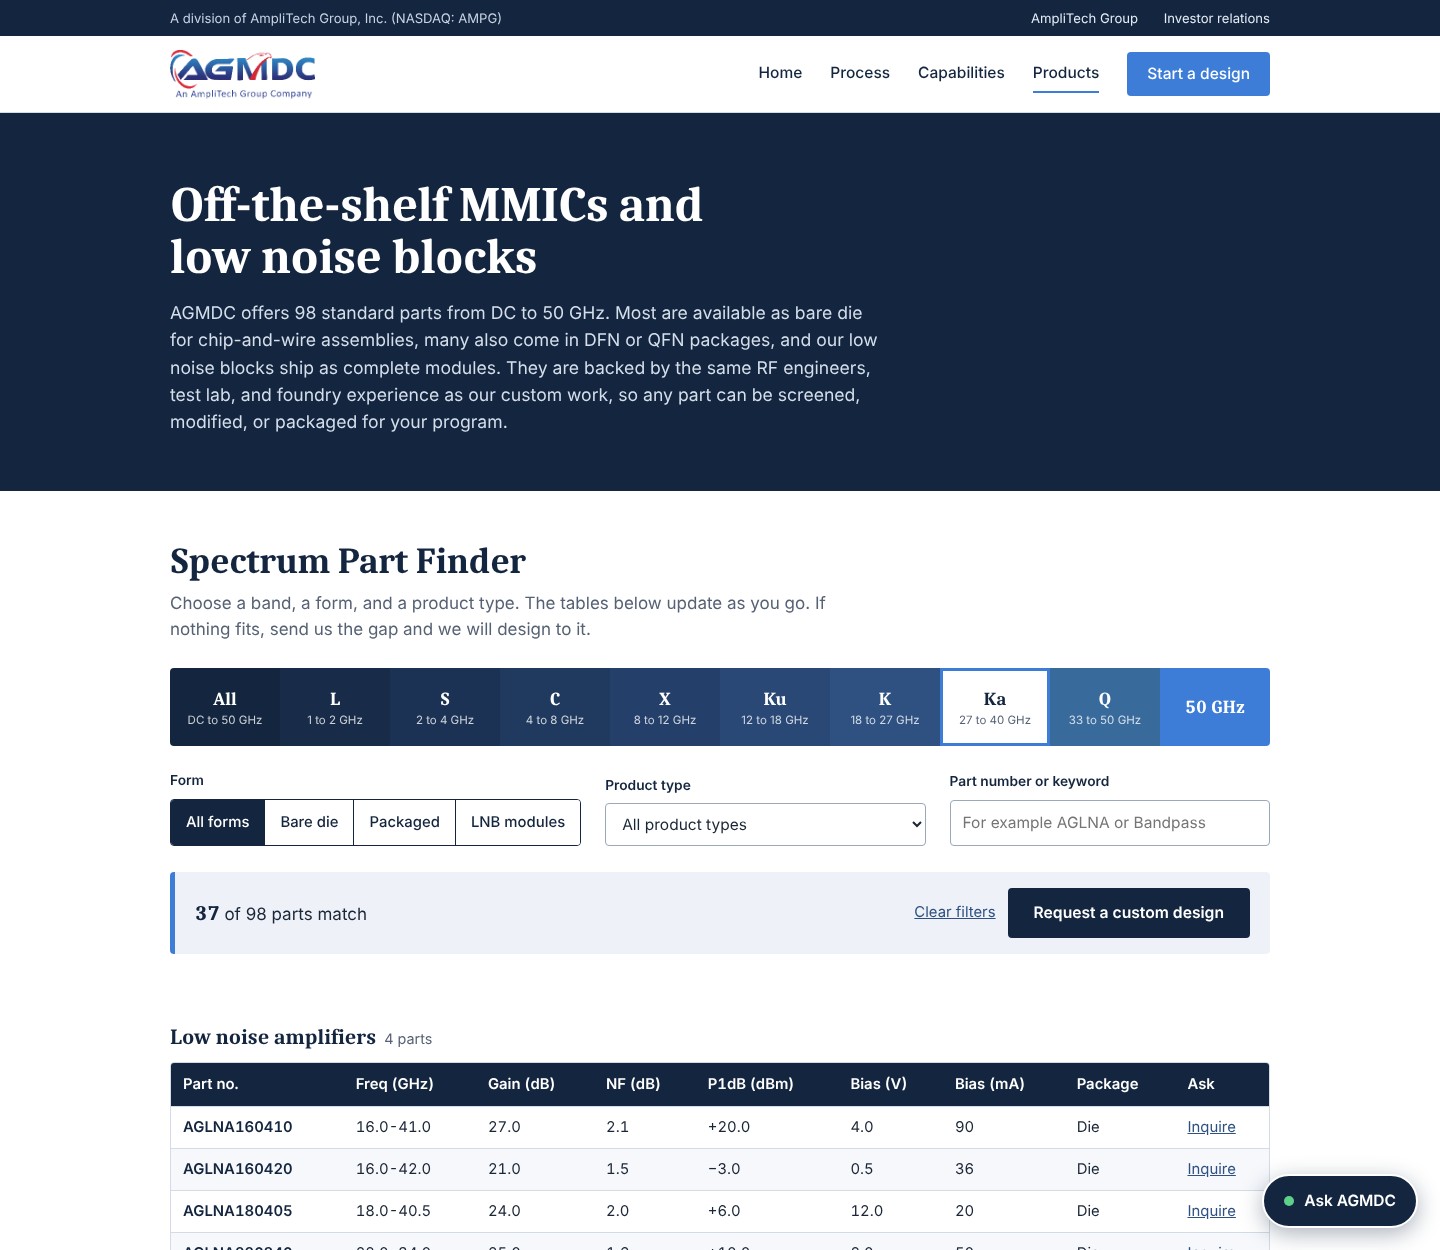 A division of AmpliTech Group, Inc. (NASDAQ: AMPG)
AmpliTech Group Investor relations
AGMDC
An AmpliTech Group Company
Home Process Capabilities Products Start a design
Off-the-shelf MMICs and
low noise blocks
AGMDC offers 98 standard parts from DC to 50 GHz. Most are available as bare die
for chip-and-wire assemblies, many also come in DFN or QFN packages, and our low
noise blocks ship as complete modules. They are backed by the same RF engineers,
test lab, and foundry experience as our custom work, so any part can be screened,
modified, or packaged for your program.
Spectrum Part Finder
Choose a band, a form, and a product type. The tables below update as you go. If
nothing fits, send us the gap and we will design to it.
All L S C X Ku K Ka Q 50 GHz
DC to 50 GHz 1 to 2 GHz 2 to 4 GHz 4 to 8 GHz 8 to 12 GHz 12 to 18 GHz 18 to 27 GHz 27 to 40 GHz 33 to 50 GHz
Form Product type Part number or keyword
All forms Bare die Packaged LNB modules All product types For example AGLNA or Bandpass
37 of 98 parts match Clear filters Request a custom design
Low noise amplifiers 4 parts
Part no. Freq (GHz) Gain (dB) NF (dB) P1dB (dBm) Bias (V) Bias (mA) Package Ask
AGLNA160410 16.0-41.0 27.0 2.1 +20.0 4.0 90 Die Inquire
AGLNA160420 16.0-42.0 21.0 1.5 −3.0 0.5 36 Die Inquire
AGLNA180405 18.0-40.5 24.0 2.0 +6.0 12.0 20 Die Inquire
Ask AGMDC